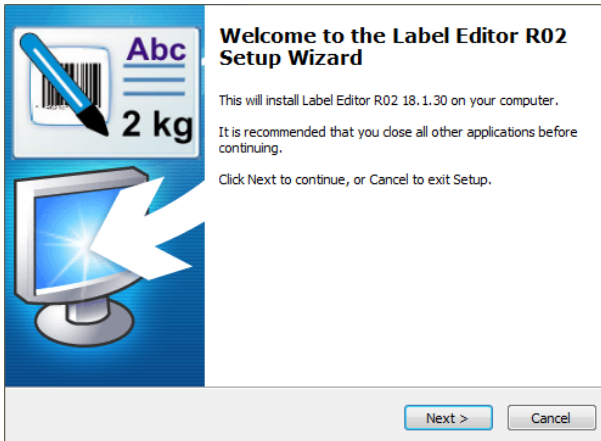 Abc
2 kg
Welcome to the Label Editor R02
Setup Wizard
This will install Label Editor R02 18.1.30 on your computer.
It is recommended that you close all other applications before
continuing.
Click Next to continue, or Cancel to exit Setup.
Next >
Cancel